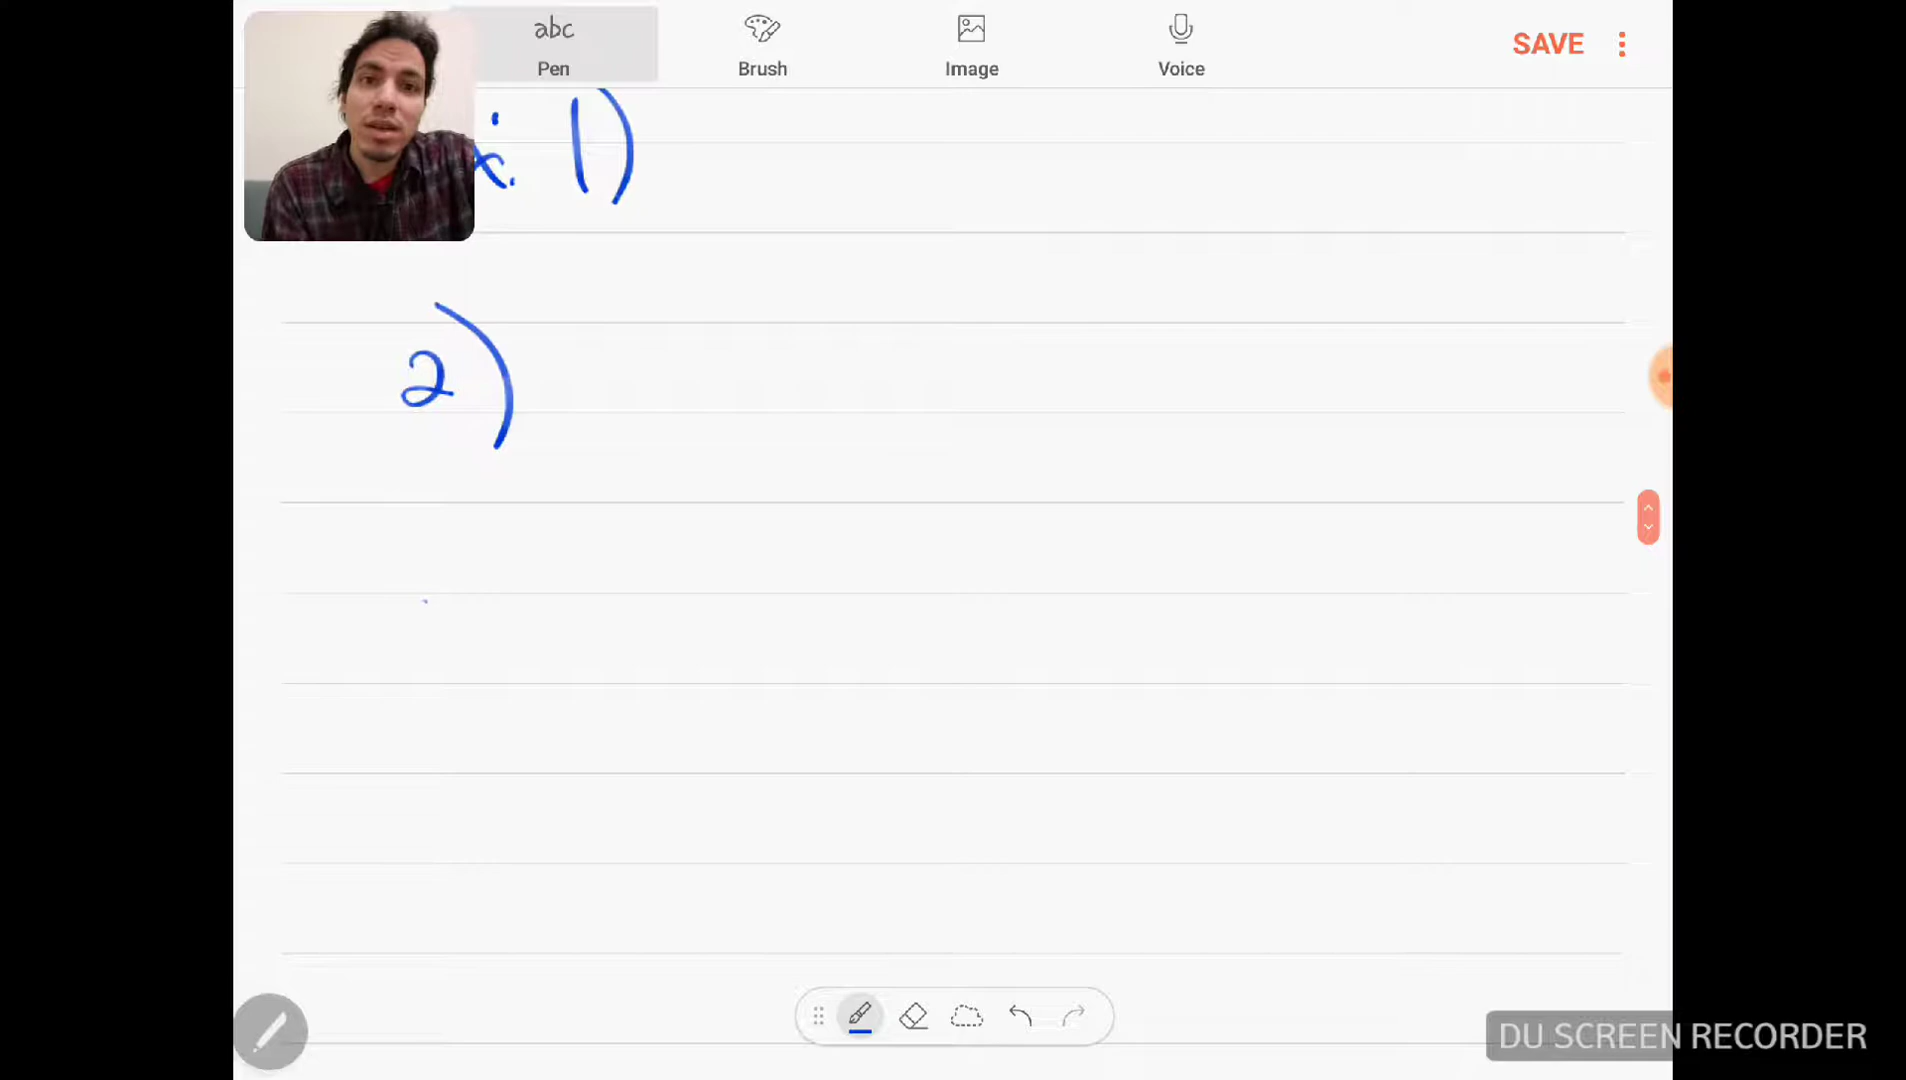 abc
Pen
Brush
Image
Voice
SAVE
x. : 1)
2)
DU SCREEN RECORDER